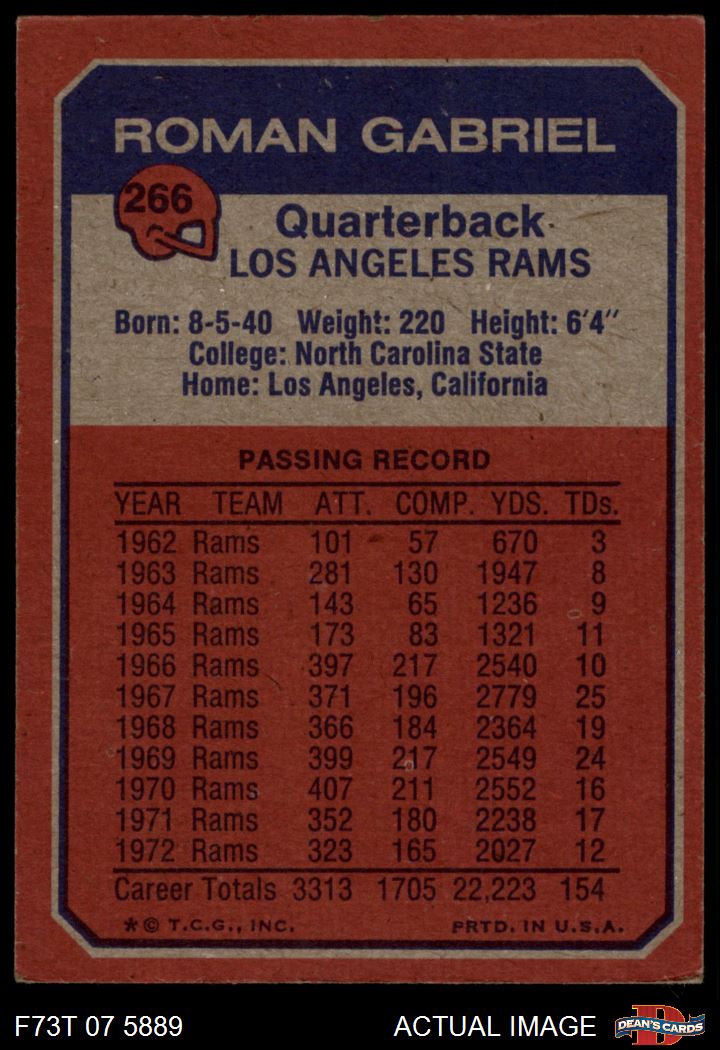 ROMAN GABRIEL
266
Quarterback
LOS ANGELES RAMS
Born: 8-5-40 Weight: 220 Height: 6'4"
College: North Carolina State
Home: Los Angeles, California
PASSING RECORD
YEAR TEAM ATT. COMP. YDS. TDs.
1962 Rams 101 57 670 3
1963 Rams 281 130 1947 8
1964 Rams 143 65 1236 9
1965 Rams 173 83 1321 11
1966 Rams 397 217 2540 10
1967 Rams 371 196 2779 25
1968 Rams 366 184 2364 19
1969 Rams 399 217 2549 24
1970 Rams 407 211 2552 16
1971 Rams 352 180 2238 17
1972 Rams 323 165 2027 12
Career Totals 3313 1705 22,223 154
* © T.C.G., INC. PRTD. IN U.S.A.
F73T 07 5889 ACTUAL IMAGE D DEAN'S CARDS